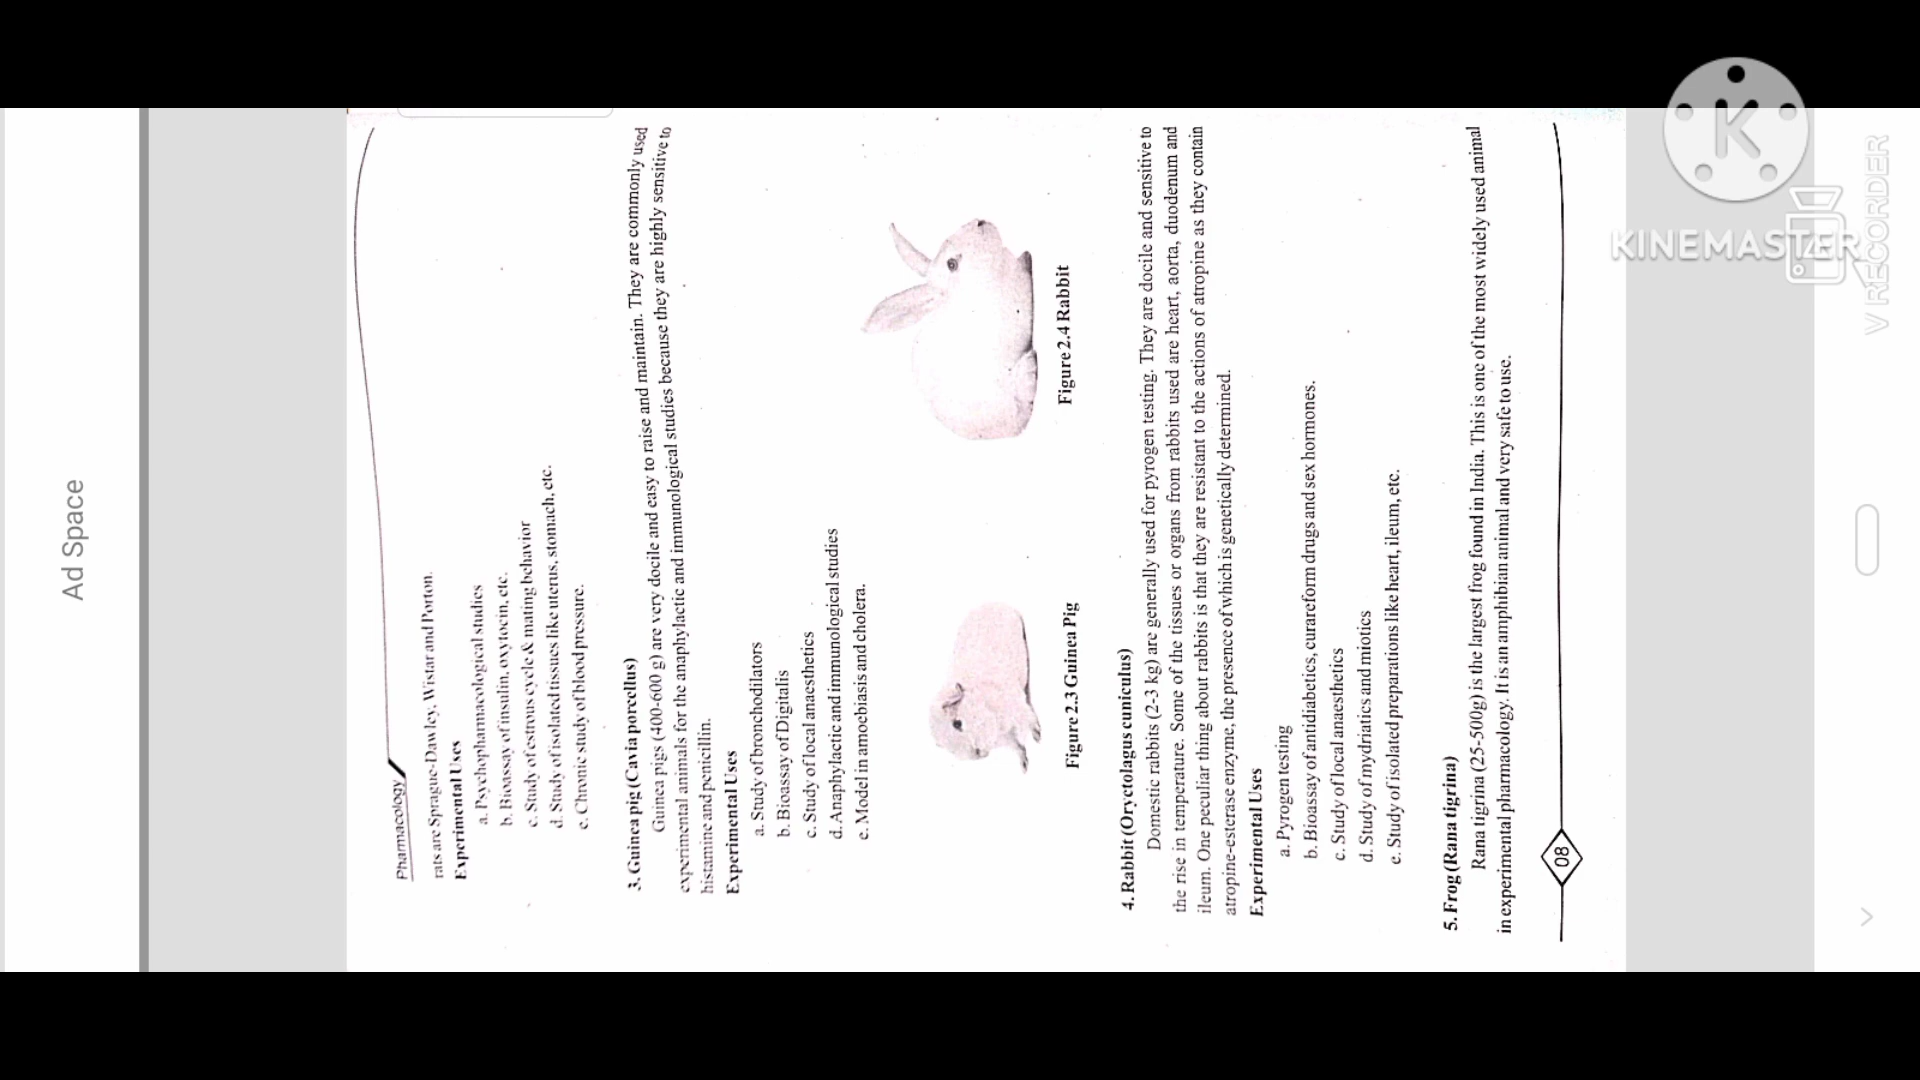 Ad Space
Pharmacology
rats are Sprague-Dawley, Wistar and Porton.
Experimental Uses
a. Psychopharmacological studies
b. Bioassay of insulin, oxytocin, etc.
c. Study of estrous cycle & mating behavior
d. Study of isolated tissues like uterus, stomach, etc.
e. Chronic study of blood pressure.
3. Guinea pig (Cavia porcellus)
Guinea pigs (400-600 g) are very docile and easy to raise and maintain. They are commonly used
experimental animals for the anaphylactic and immunological studies because they are highly sensitive to
histamine and penicillin.
Experimental Uses
a. Study of bronchodilators
b. Bioassay of Digitalis
c. Study of local anaesthetics
d. Anaphylactic and immunological studies
e. Model in amoebiasis and cholera.
Figure 2.3 Guinea Pig
Figure 2.4 Rabbit
4. Rabbit (Oryctolagus cuniculus)
Domestic rabbits (2-3 kg) are generally used for pyrogen testing. They are docile and sensitive to
the rise in temperature. Some of the tissues or organs from rabbits used are heart, aorta, duodenum and
ileum. One peculiar thing about rabbits is that they are resistant to the actions of atropine as they contain
atropine-esterase enzyme, the presence of which is genetically determined.
Experimental Uses
a. Pyrogen testing
b. Bioassay of antidiabetics, curareform drugs and sex hormones.
c. Study of local anaesthetics
d. Study of mydriatics and miotics
e. Study of isolated preparations like heart, ileum, etc.
5. Frog (Rana tigrina)
Rana tigrina (25-500g) is the largest frog found in India. This is one of the most widely used animal
in experimental pharmacology. It is an amphibian animal and very safe to use.
08
K
KINEMASTER
V RECORDER